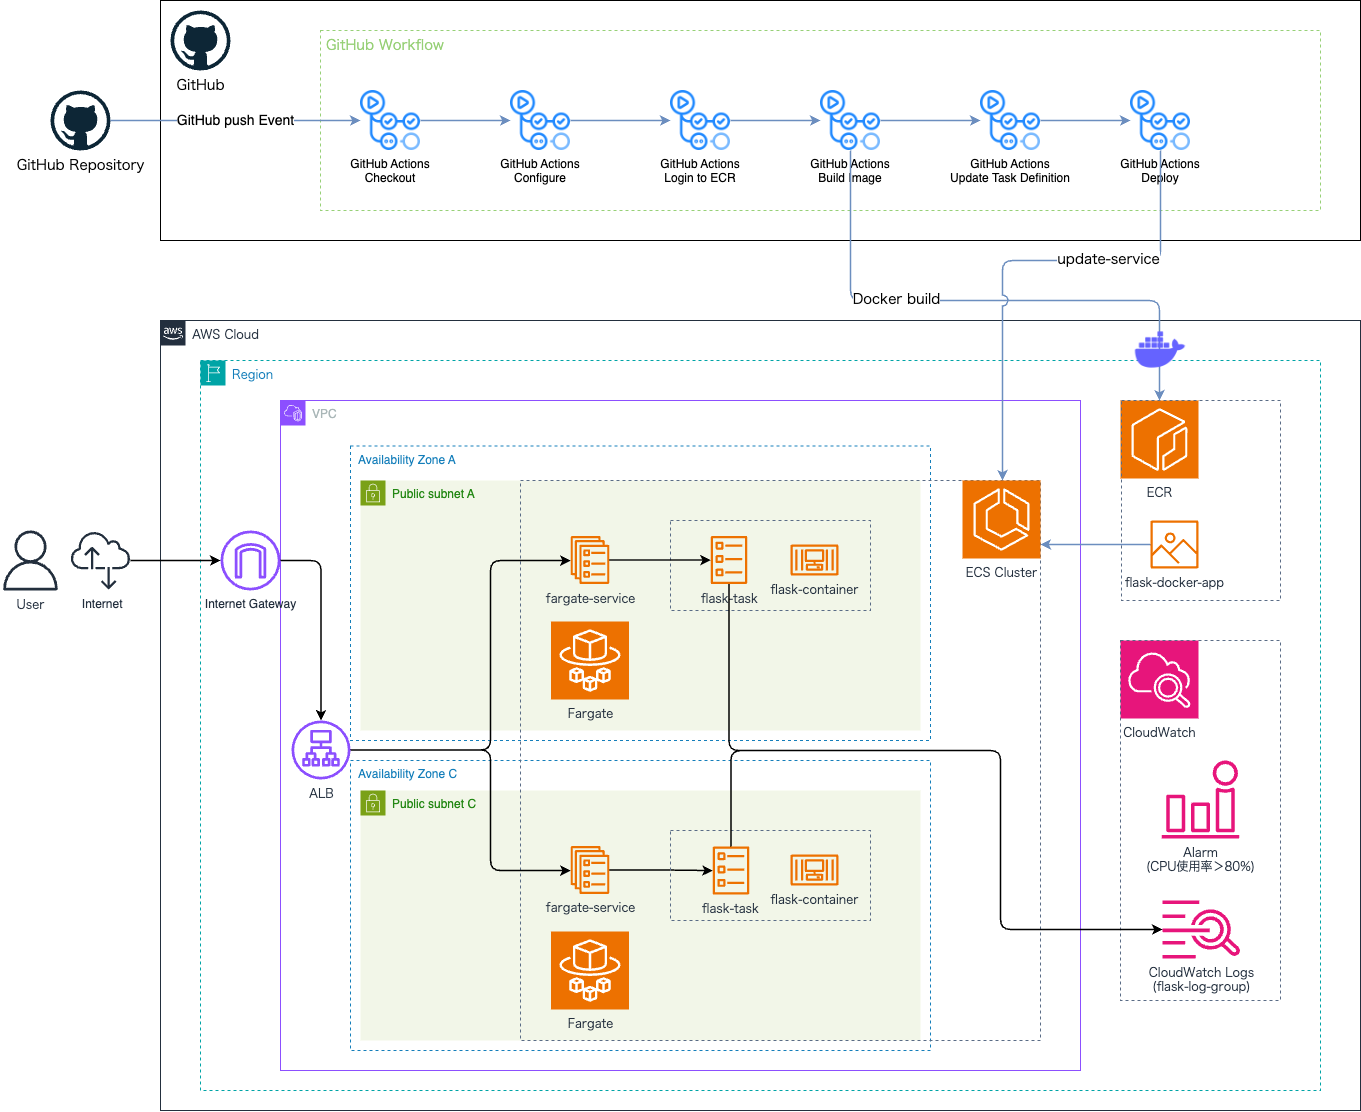 GitHub
GitHub Workflow
GitHub Repository
GitHub push Event
GitHub Actions
Checkout
GitHub Actions
Configure
GitHub Actions
Login to ECR
GitHub Actions
Build Image
GitHub Actions
Update Task Definition
GitHub Actions
Deploy
update-service
Docker build
aws
AWS Cloud
Region
VPC
Availability Zone A
Public subnet A
ECR
flask-docker-app
ECS Cluster
fargate-service
flask-task
flask-container
Fargate
User
Internet
Internet Gateway
ALB
Availability Zone C
Public subnet C
fargate-service
flask-task
flask-container
Fargate
CloudWatch
Alarm
(CPU使用率＞80%)
CloudWatch Logs
(flask-log-group)